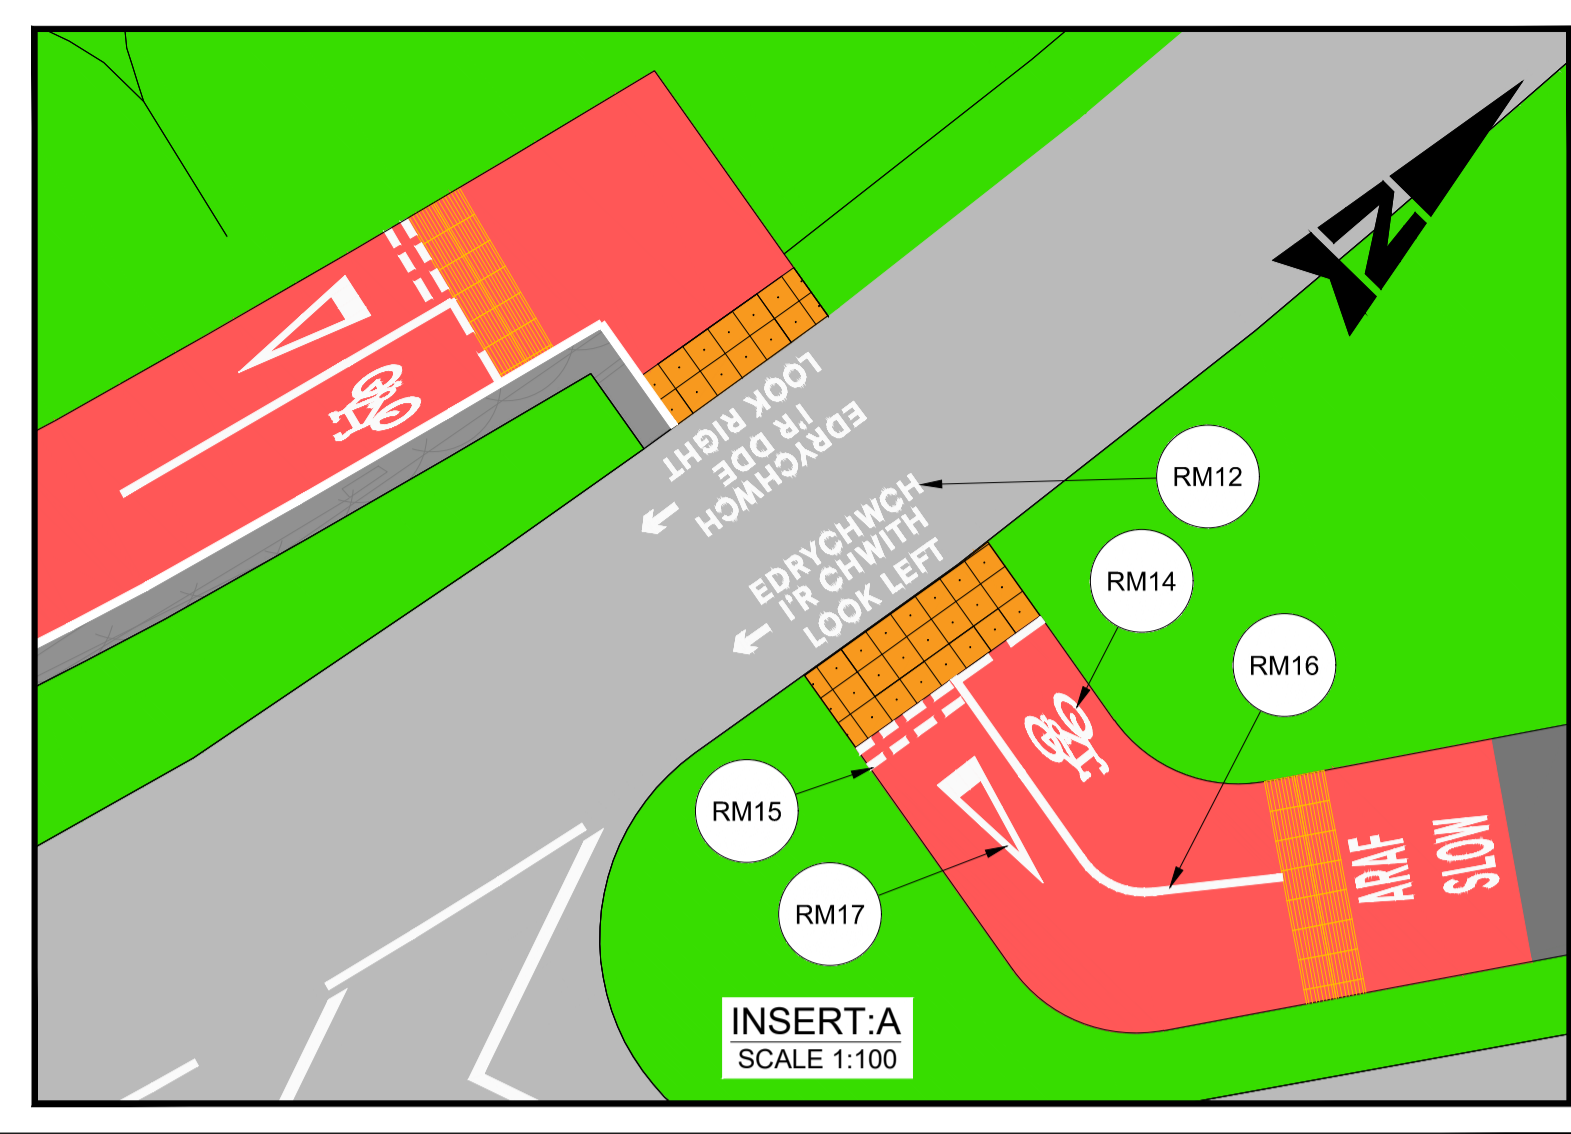 N
EDRYCHWCH
I'R DDE
LOOK RIGHT
EDRYCHWCH
I'R CHWITH
LOOK LEFT
RM12
RM14
RM16
RM15
RM17
ARAF
SLOW
INSERT:A
SCALE 1:100